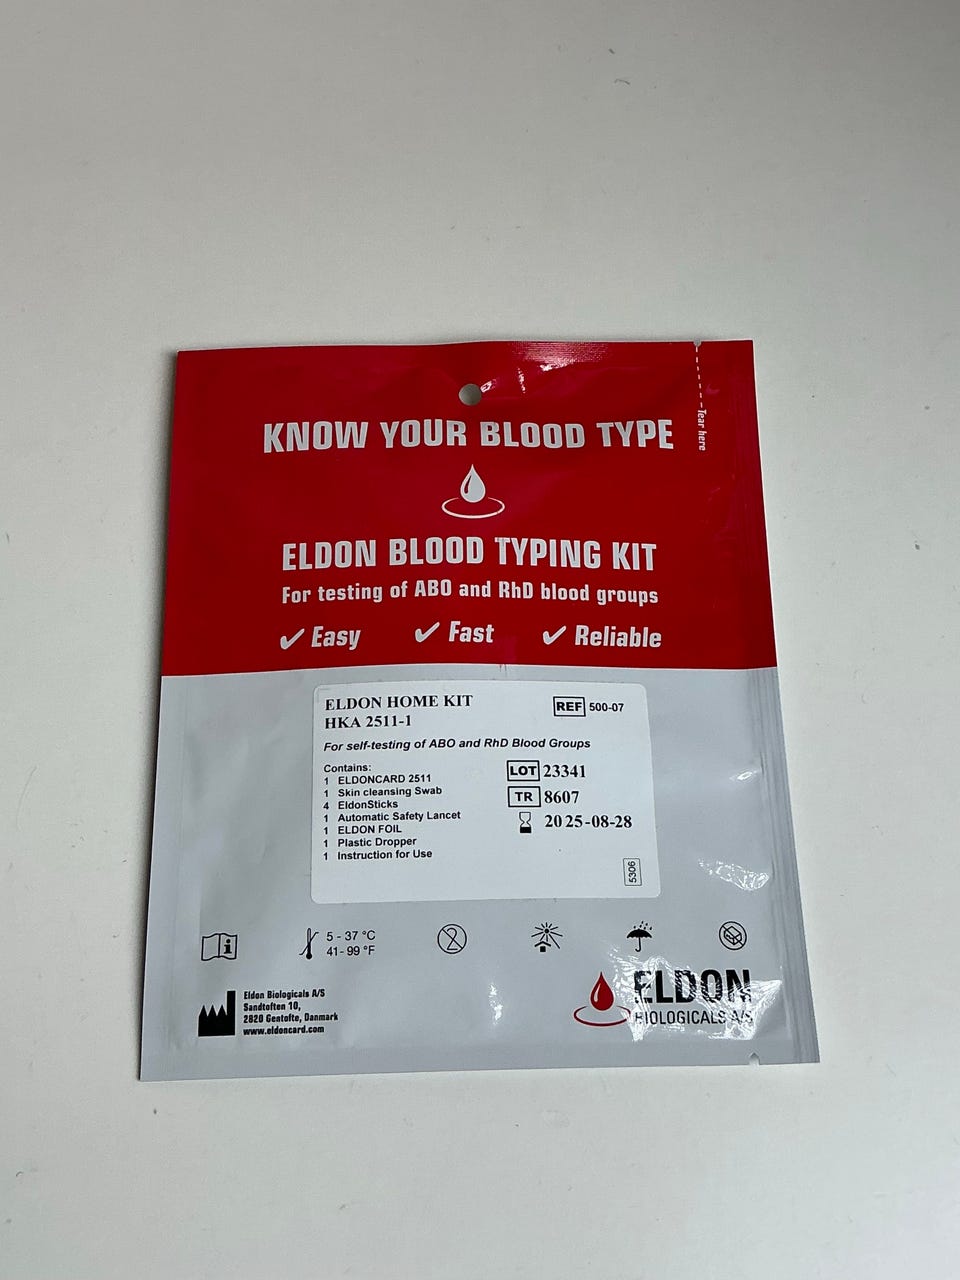 Tear here
KNOW YOUR BLOOD TYPE
ELDON BLOOD TYPING KIT
For testing of ABO and RhD blood groups
✓ Easy ✓ Fast ✓ Reliable
ELDON HOME KIT
HKA 2511-1
REF 500-07
For self-testing of ABO and RhD Blood Groups
Contains:
1 ELDONCARD 2511
1 Skin cleansing Swab
4 EldonSticks
1 Automatic Safety Lancet
1 ELDON FOIL
1 Plastic Dropper
1 Instruction for Use
LOT 23341
TR 8607
2025-08-28
5306
i
5 - 37 °C
41- 99 °F
2
Eldon Biologicals A/S
Sandtoften 10,
2820 Gentofte, Danmark
www.eldoncard.com
ELDON
BIOLOGICALS A/S